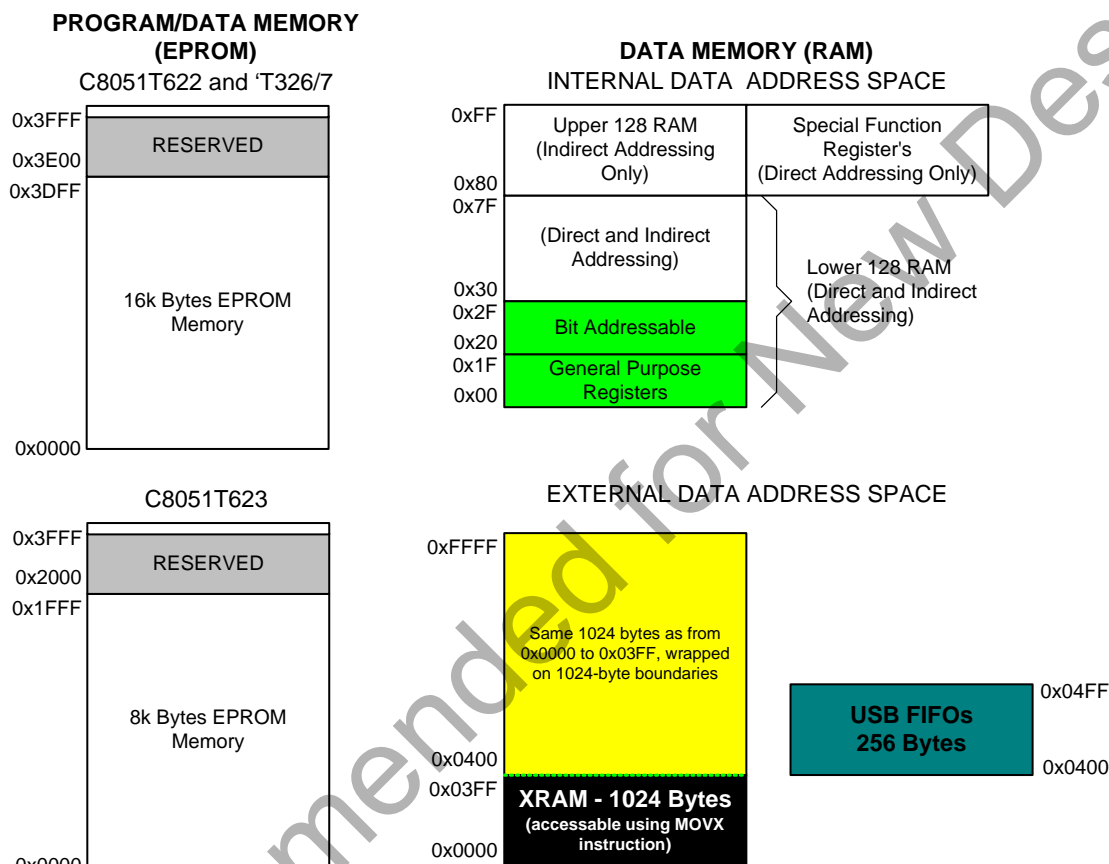 PROGRAM/DATA MEMORY
(EPROM)
C8051T622 and ‘T326/7
0x3FFF
RESERVED
0x3E00
0x3DFF
16k Bytes EPROM
Memory
0x0000
C8051T623
0x3FFF
RESERVED
0x2000
0x1FFF
8k Bytes EPROM
Memory
0x0000
DATA MEMORY (RAM)
INTERNAL DATA ADDRESS SPACE
0xFF
Upper 128 RAM
(Indirect Addressing
Only)
0x80
Special Function
Register's
(Direct Addressing Only)
0x7F
(Direct and Indirect
Addressing)
0x30
Lower 128 RAM
(Direct and Indirect
Addressing)
0x2F
Bit Addressable
0x20
0x1F
General Purpose
Registers
0x00
EXTERNAL DATA ADDRESS SPACE
0xFFFF
Same 1024 bytes as from
0x0000 to 0x03FF, wrapped
on 1024-byte boundaries
0x0400
0x03FF
XRAM - 1024 Bytes
(accessable using MOVX
instruction)
0x0000
0x04FF
USB FIFOs
256 Bytes
0x0400
mended for New Des